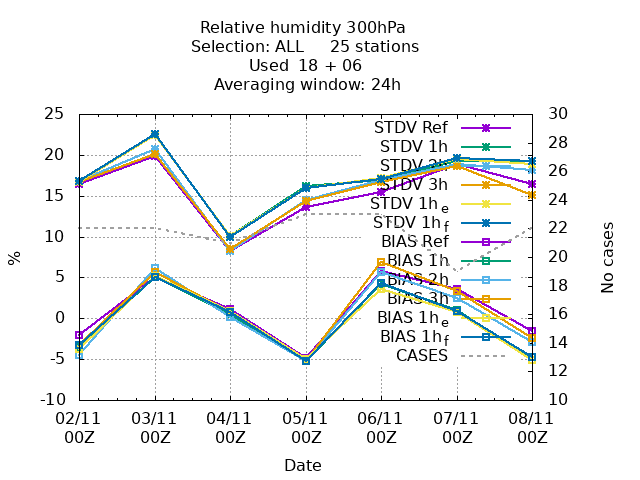 Relative humidity 300hPa
Selection: ALL 25 stations
Used 18 + 06
Averaging window: 24h
25
20
15
10
5
0
-5
-10
%
30
28
26
24
22
20
18
16
14
12
10
No cases
STDV Ref
STDV 1h
STDV 2h
STDV 3h
STDV 1he
STDV 1hf
BIAS Ref
BIAS 1h
BIAS 2h
BIAS 3h
BIAS 1he
BIAS 1hf
CASES
02/11 03/11 04/11 05/11 06/11 07/11 08/11
00Z 00Z 00Z 00Z 00Z 00Z 00Z
Date